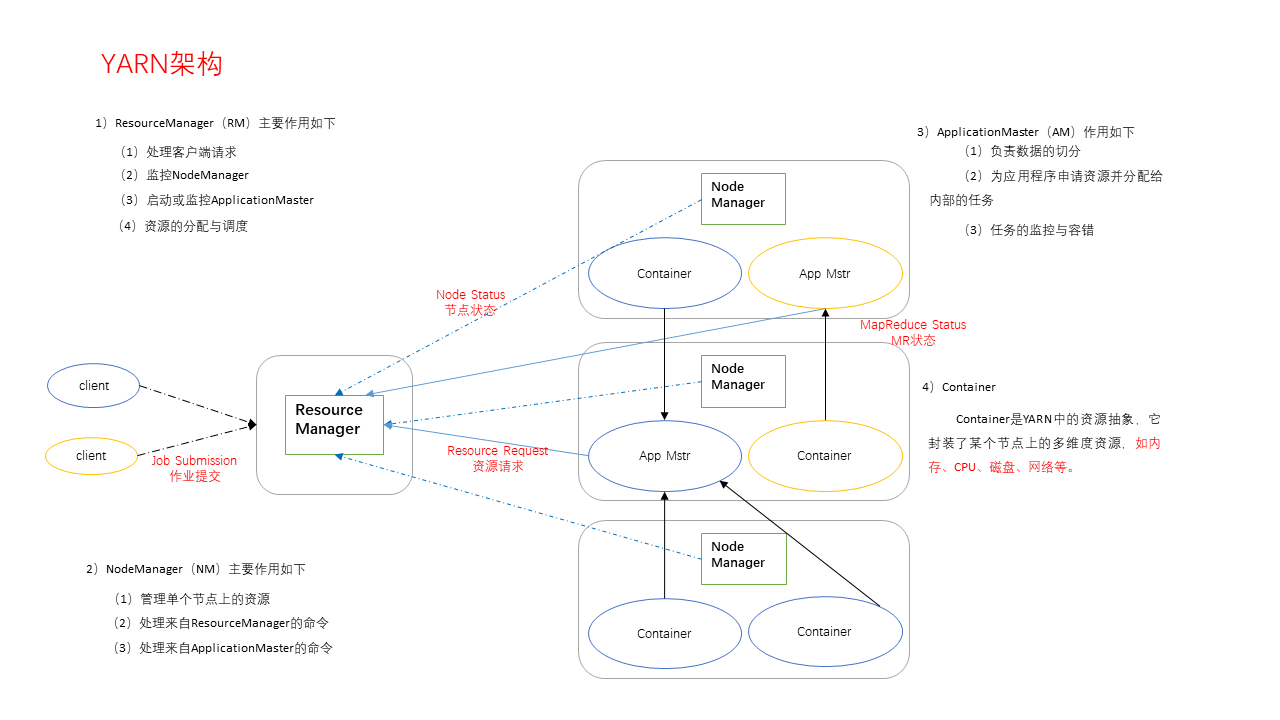 YARN架构
1）ResourceManager（RM）主要作用如下
（1）处理客户端请求
（2）监控NodeManager
（3）启动或监控ApplicationMaster
（4）资源的分配与调度
3）ApplicationMaster（AM）作用如下
（1）负责数据的切分
（2）为应用程序申请资源并分配给
内部的任务
（3）任务的监控与容错
Node
Manager
Container
App Mstr
Node Status
节点状态
MapReduce Status
MR状态
client
client
Job Submission
作业提交
Resource
Manager
Resource Request
资源请求
Node
Manager
App Mstr
Container
4）Container
Container是YARN中的资源抽象，它
封装了某个节点上的多维度资源，如内
存、CPU、磁盘、网络等。
2）NodeManager（NM）主要作用如下
（1）管理单个节点上的资源
（2）处理来自ResourceManager的命令
（3）处理来自ApplicationMaster的命令
Node
Manager
Container
Container